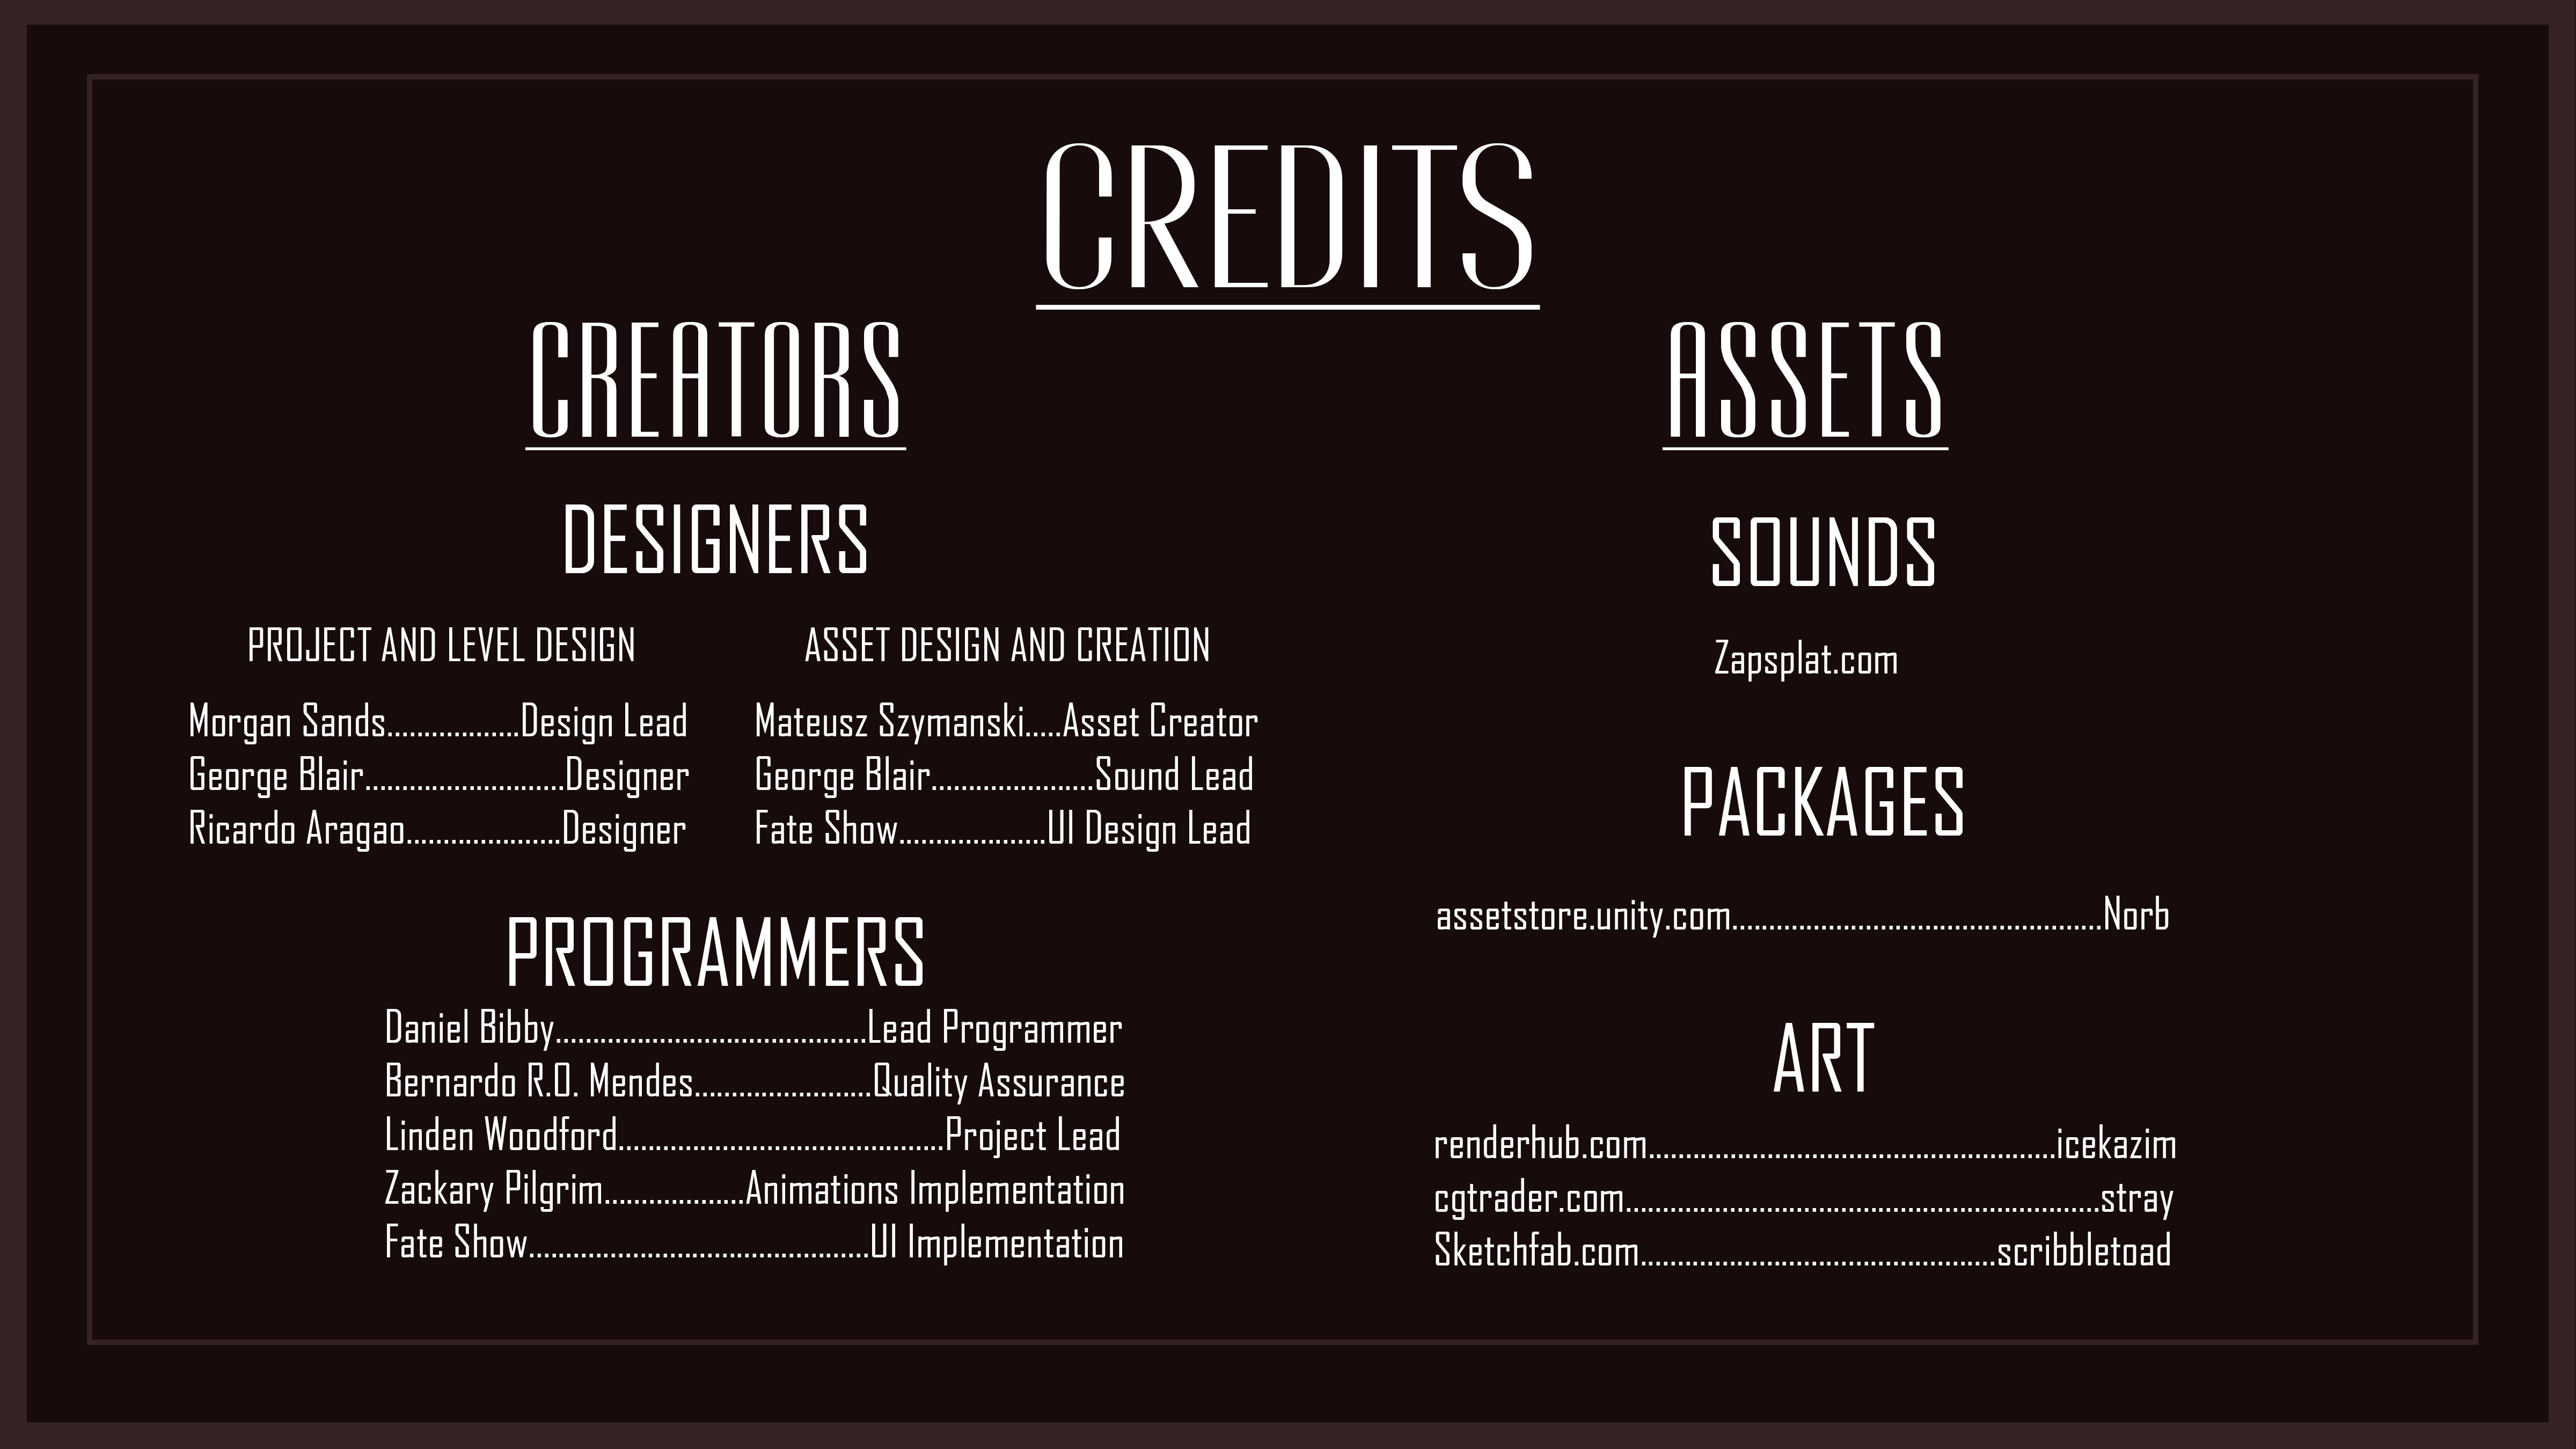 CREDITS
CREATORS
DESIGNERS
PROJECT AND LEVEL DESIGN
Morgan Sands..................Design Lead
George Blair...........................Designer
Ricardo Aragao.....................Designer
ASSET DESIGN AND CREATION
Mateusz Szymanski.....Asset Creator
George Blair......................Sound Lead
Fate Show....................UI Design Lead
PROGRAMMERS
Daniel Bibby..........................................Lead Programmer
Bernardo R.O. Mendes........................Quality Assurance
Linden Woodford............................................Project Lead
Zackary Pilgrim...................Animations Implementation
Fate Show..............................................UI Implementation
ASSETS
SOUNDS
Zapsplat.com
PACKAGES
assetstore.unity.com..................................................Norb
ART
renderhub.com.......................................................icekazim
cgtrader.com................................................................stray
Sketchfab.com................................................scribbletoad